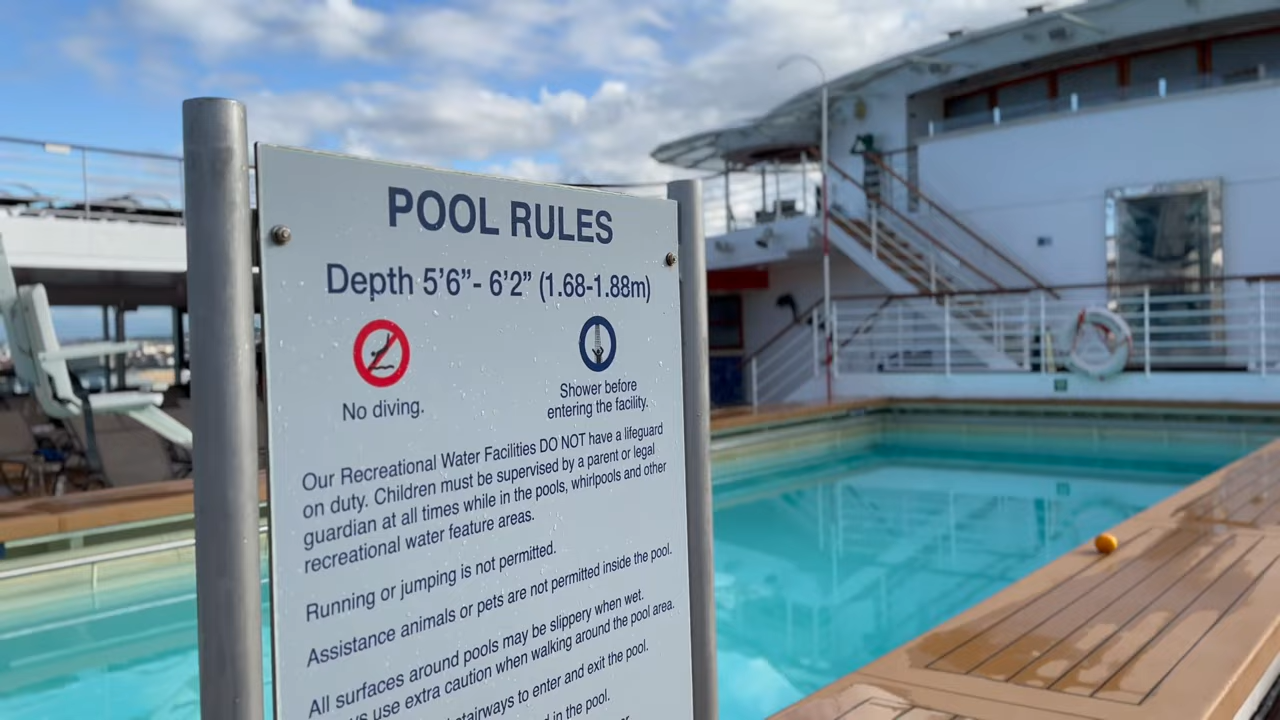 POOL RULES
Depth 5’6”- 6’2” (1.68-1.88m)
No diving.
Shower before
entering the facility.
Our Recreational Water Facilities DO NOT have a lifeguard
on duty. Children must be supervised by a parent or legal
guardian at all times while in the pools, whirlpools and other
recreational water feature areas.
Running or jumping is not permitted.
Assistance animals or pets are not permitted inside the pool.
All surfaces around pools may be slippery when wet.
use extra caution when walking around the pool area.
to enter and exit the pool.
in the pool.